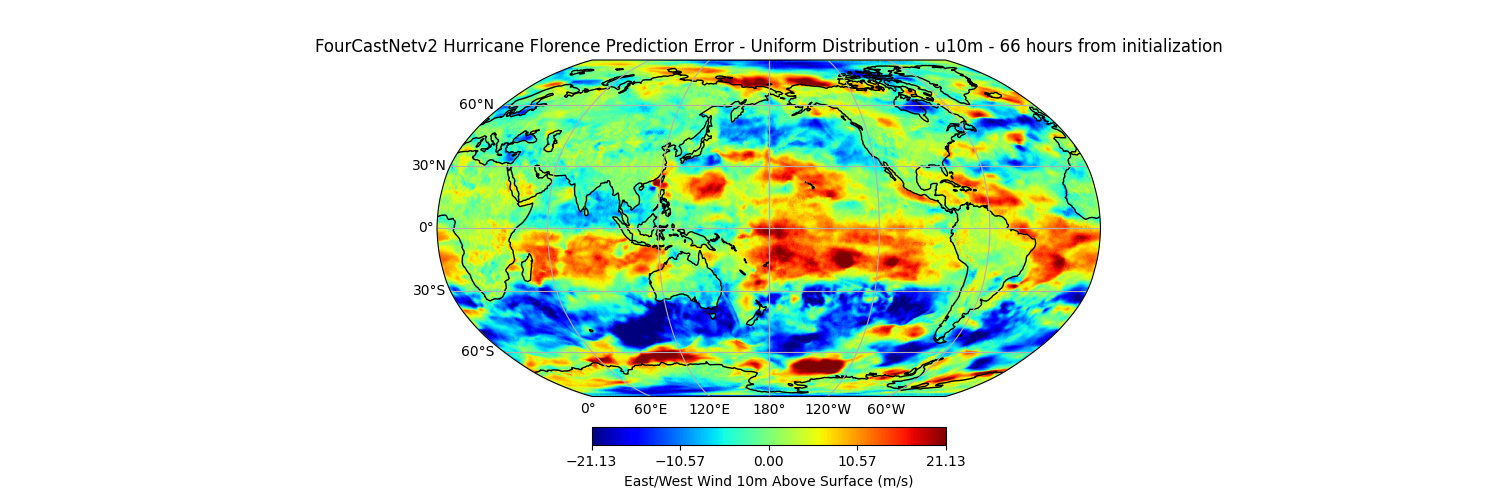 FourCastNetv2 Hurricane Florence Prediction Error - Uniform Distribution - u10m - 66 hours from initialization
60°N
30°N
0°
30°S
60°S
0° 60°E 120°E 180° 120°W 60°W
−21.13 −10.57 0.00 10.57 21.13
East/West Wind 10m Above Surface (m/s)